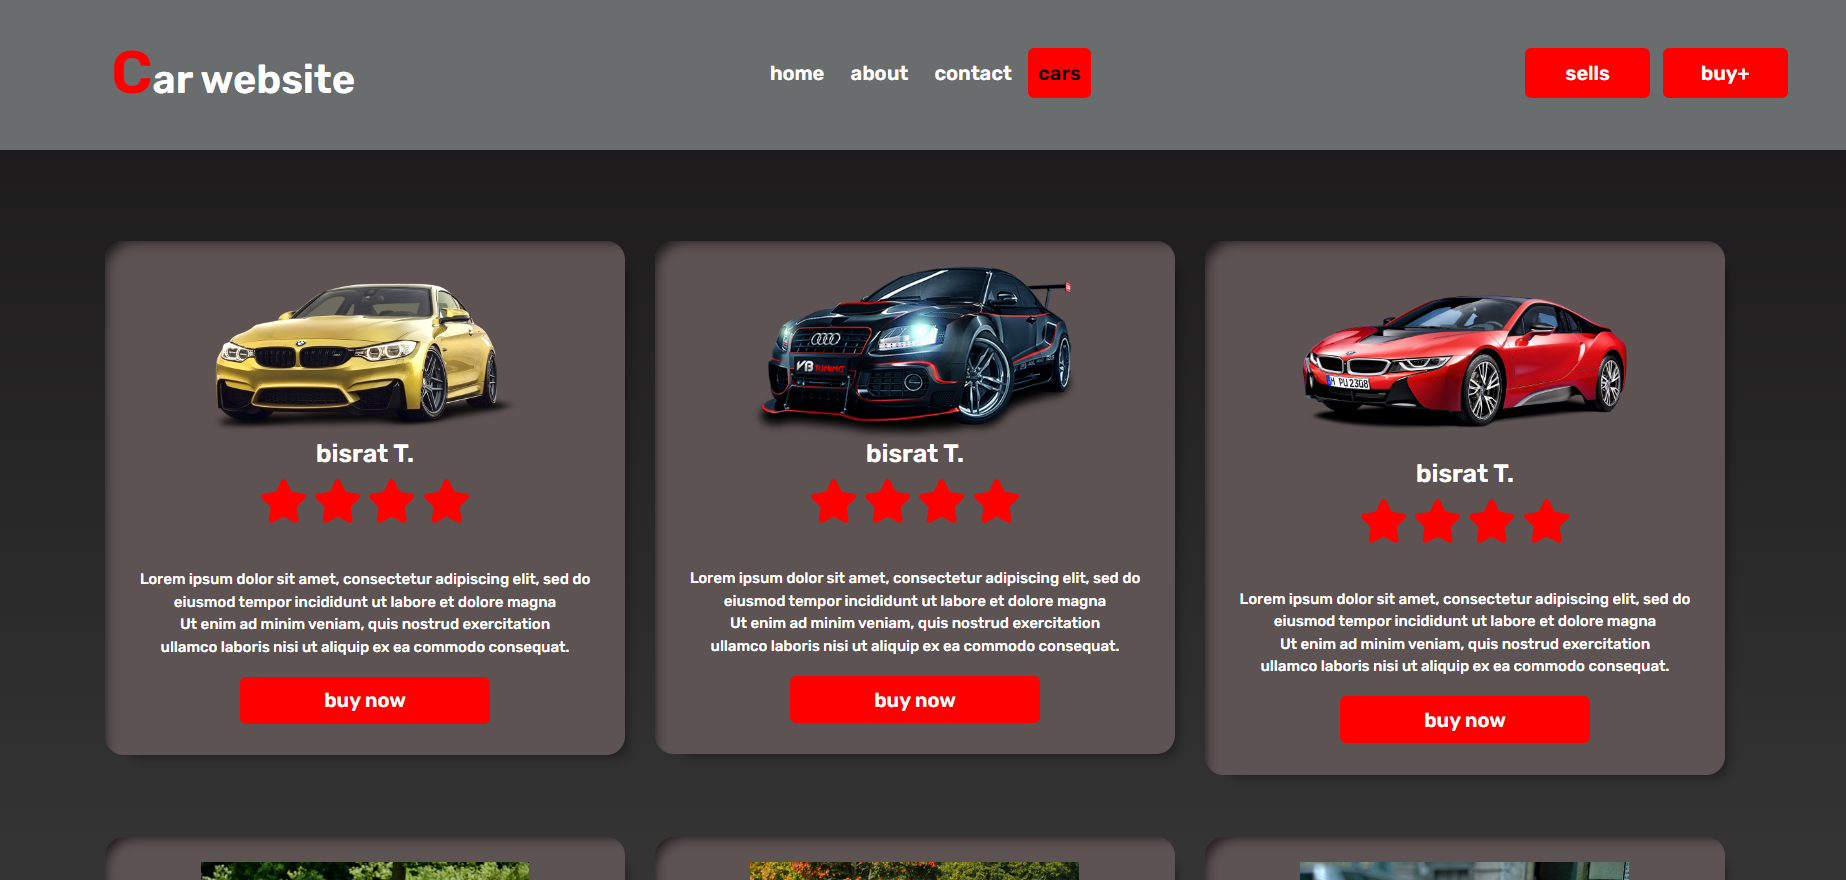 Car website
home about contact cars
sells buy+
VB TUNING
M PU 2308
bisrat T.
Lorem ipsum dolor sit amet, consectetur adipiscing elit, sed do
eiusmod tempor incididunt ut labore et dolore magna
Ut enim ad minim veniam, quis nostrud exercitation
ullamco laboris nisi ut aliquip ex ea commodo consequat.
buy now
bisrat T.
Lorem ipsum dolor sit amet, consectetur adipiscing elit, sed do
eiusmod tempor incididunt ut labore et dolore magna
Ut enim ad minim veniam, quis nostrud exercitation
ullamco laboris nisi ut aliquip ex ea commodo consequat.
buy now
bisrat T.
Lorem ipsum dolor sit amet, consectetur adipiscing elit, sed do
eiusmod tempor incididunt ut labore et dolore magna
Ut enim ad minim veniam, quis nostrud exercitation
ullamco laboris nisi ut aliquip ex ea commodo consequat.
buy now